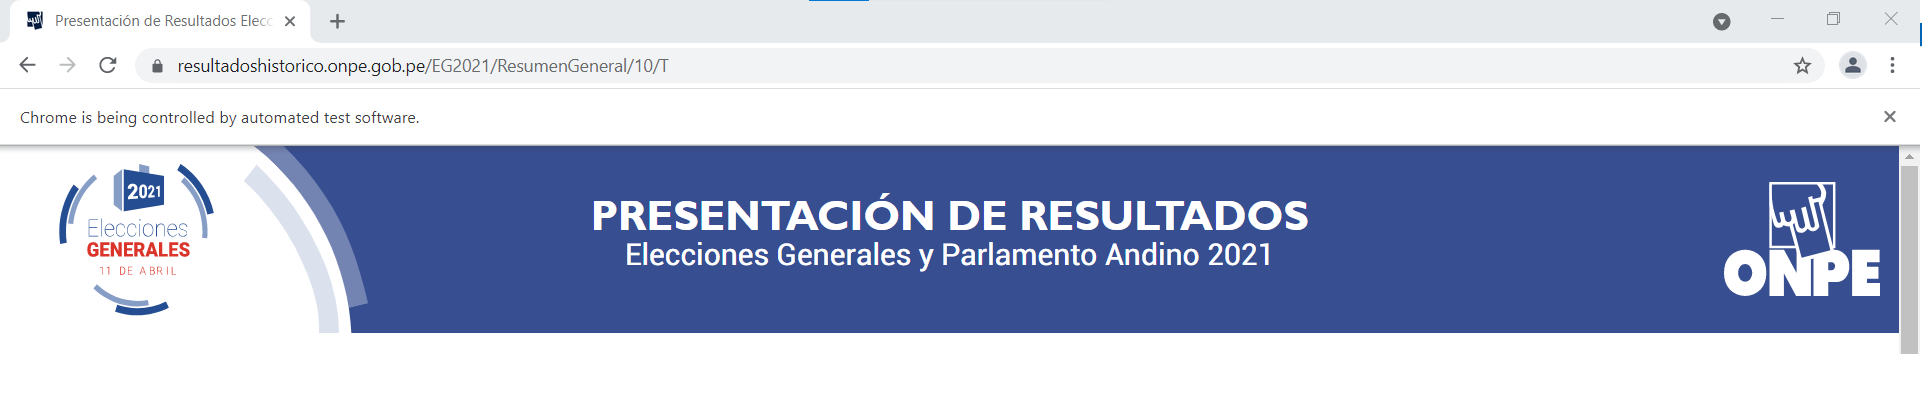 Presentación de Resultados Elec
resultadoshistorico.onpe.gob.pe/EG2021/ResumenGeneral/10/T
Chrome is being controlled by automated test software.
2021
Elecciones
GENERALES
11 DE ABRIL
PRESENTACIÓN DE RESULTADOS
Elecciones Generales y Parlamento Andino 2021
ONPE